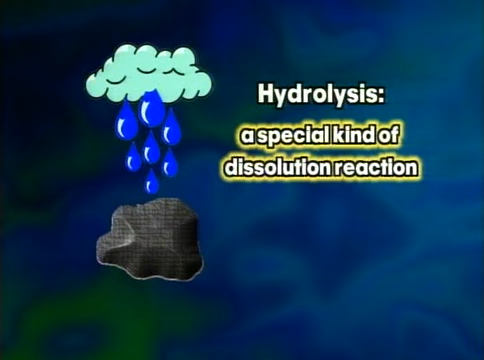 Hydrolysis:
a special kind of
dissolution reaction